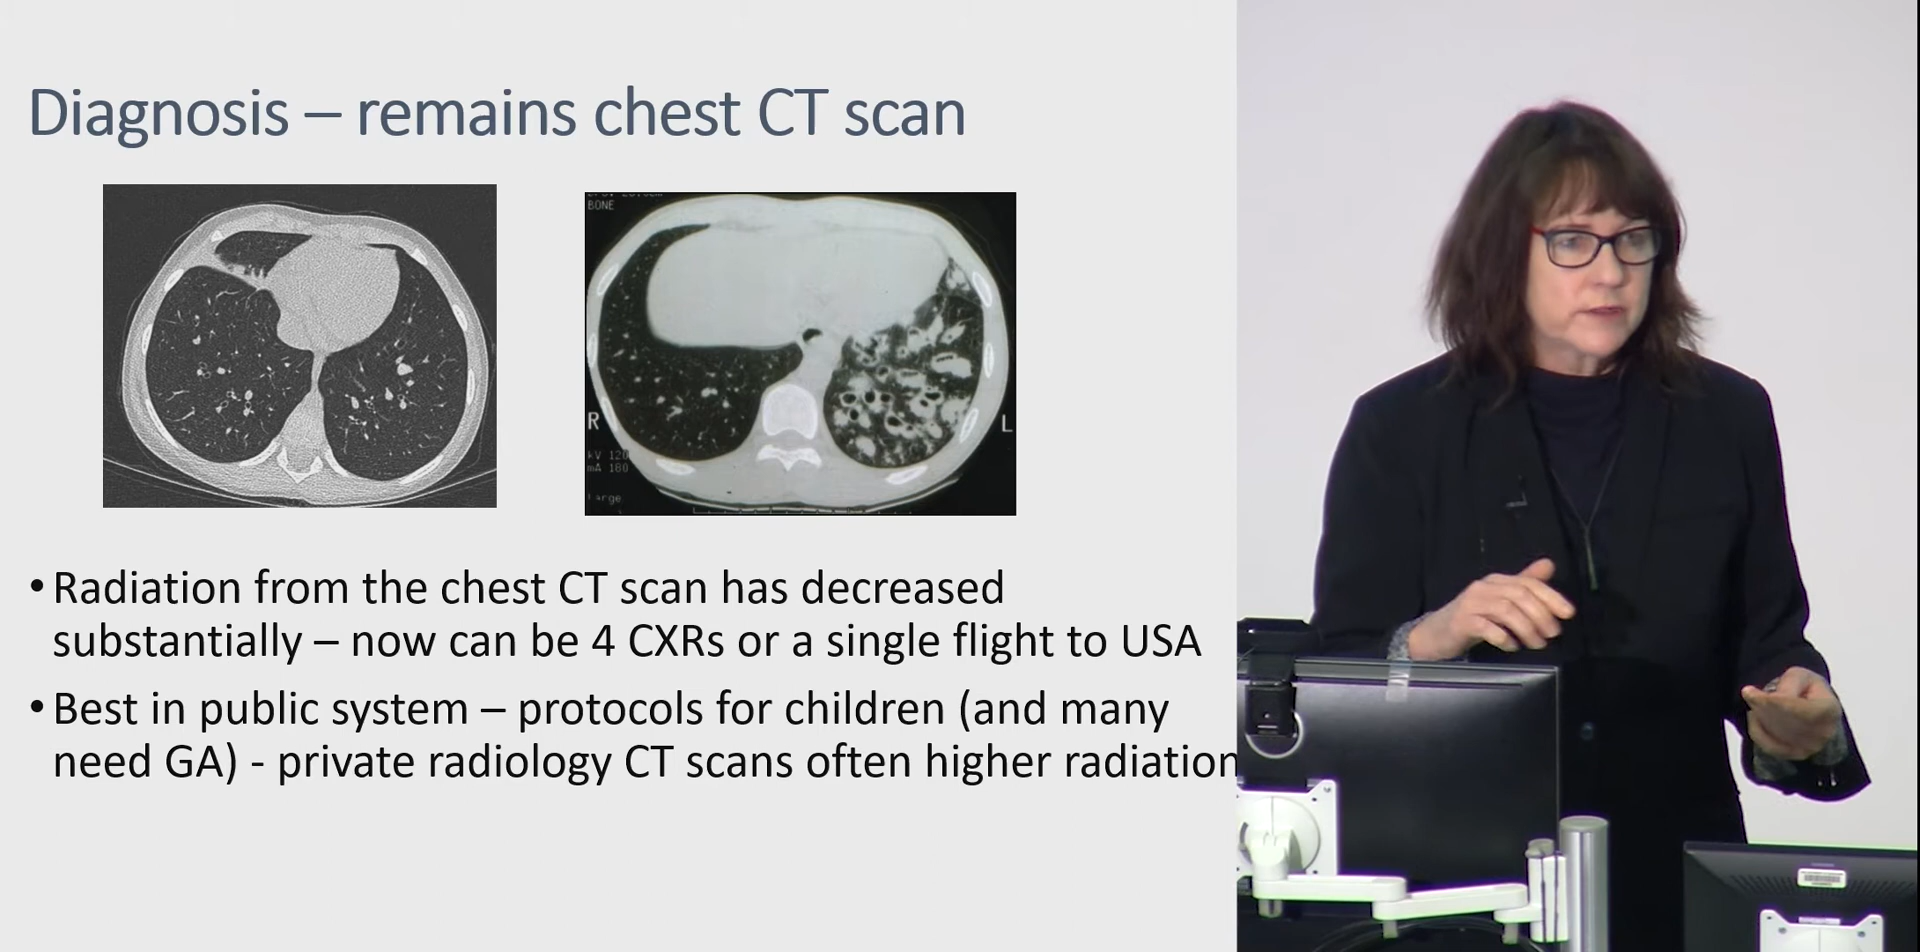 Diagnosis – remains chest CT scan
BONE
R
L
kV 120
mA 180
Large
•Radiation from the chest CT scan has decreased
substantially – now can be 4 CXRs or a single flight to USA
•Best in public system – protocols for children (and many
need GA) - private radiology CT scans often higher radiation